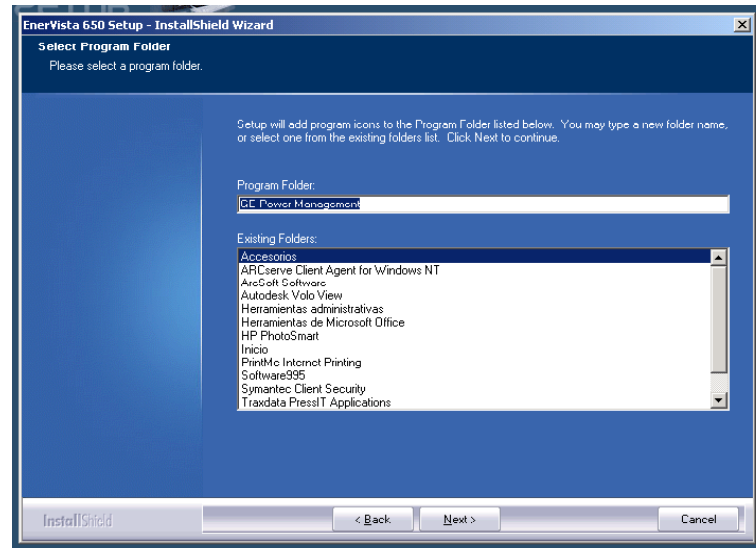 SETUP
EnerVista 650 Setup - InstallShield Wizard
Select Program Folder
Please select a program folder.
Setup will add program icons to the Program Folder listed below. You may type a new folder name,
or select one from the existing folders list. Click Next to continue.
Program Folder:
GE Power Management
Existing Folders:
Accesorios
ARCserve Client Agent for Windows NT
ArcSoft Software
Autodesk Volo View
Herramientas administrativas
Herramientas de Microsoft Office
HP PhotoSmart
Inicio
PrintMe Internet Printing
Software995
Symantec Client Security
Traxdata PressIT Applications
InstallShield
< Back
Next >
Cancel